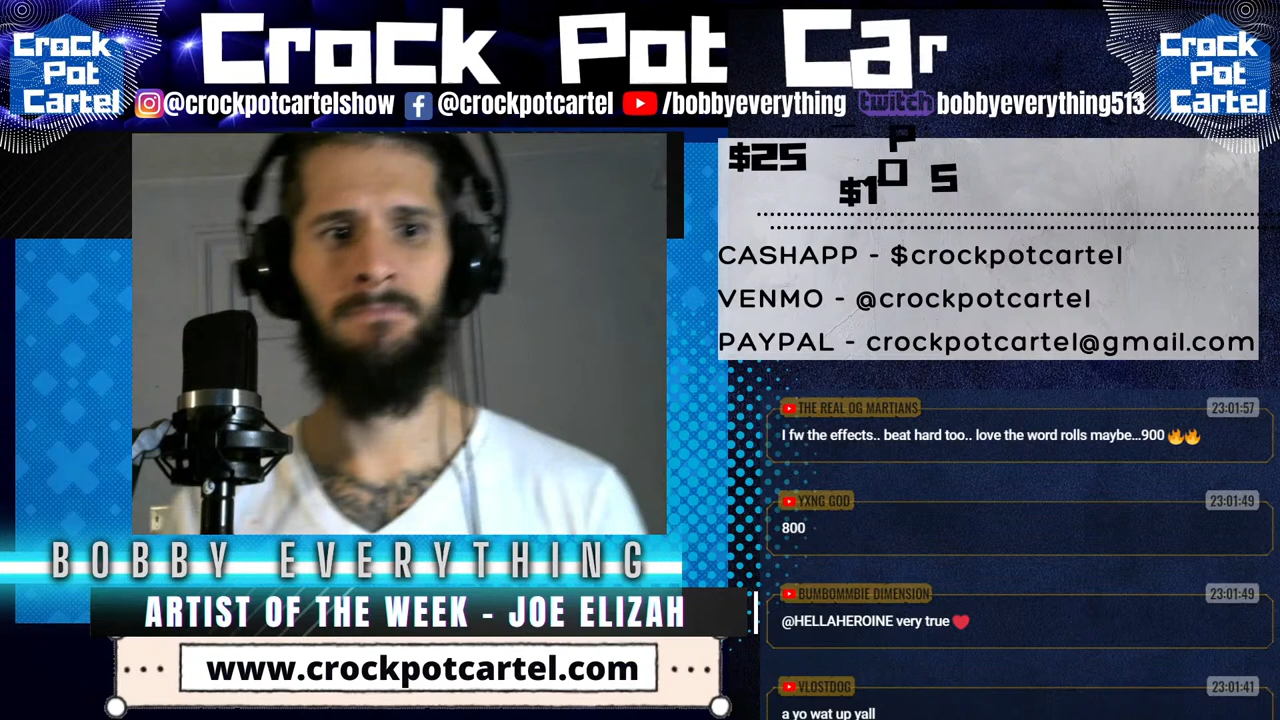 Crock Pot Car
Crock
Pot
Cartel
Crock
Pot
Cartel
@crockpotcartelshow @crockpotcartel /bobbyeverything twitch bobbyeverything513
$25
P
O S
$1
CASHAPP - $crockpotcartel
VENMO - @crockpotcartel
PAYPAL - crockpotcartel@gmail.com
THE REAL OG MARTIANS 23:01:57
I fw the effects.. beat hard too.. love the word rolls maybe...900 🔥🔥
YXNG GOD 23:01:49
800
BUMBOMMBIE DIMENSION 23:01:49
@HELLAHEROINE very true ❤️
VLOSTDOG 23:01:41
a yo wat up yall
BOBBY EVERYTHING
ARTIST OF THE WEEK - JOE ELIZAH
www.crockpotcartel.com